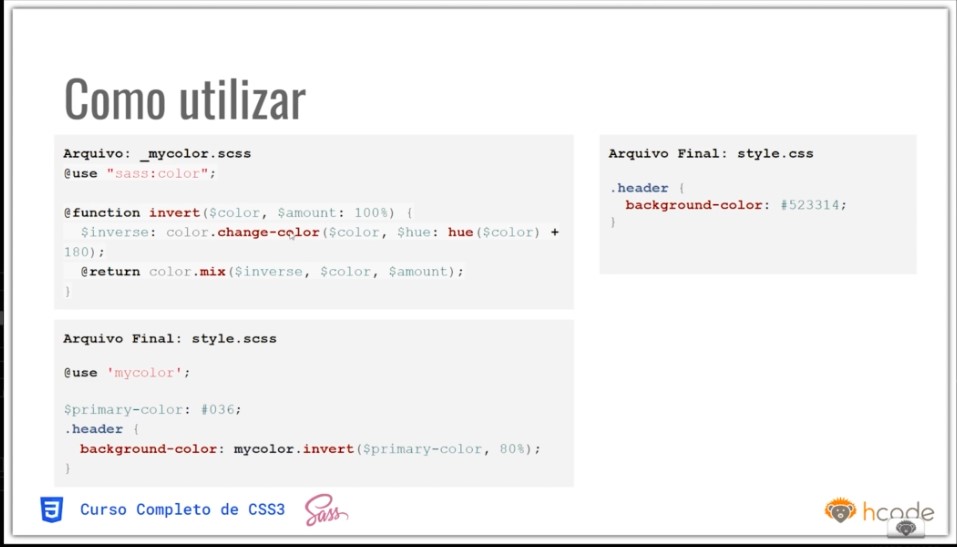 Como utilizar
Arquivo: _mycolor.scss
@use "sass:color";
@function invert($color, $amount: 100%) {
$inverse: color.change-color($color, $hue: hue($color) +
180);
@return color.mix($inverse, $color, $amount);
}
Arquivo Final: style.scss
@use 'mycolor';
$primary-color: #036;
.header {
background-color: mycolor.invert($primary-color, 80%);
}
Arquivo Final: style.css
.header {
background-color: #523314;
}
Curso Completo de CSS3
Sass
hcode